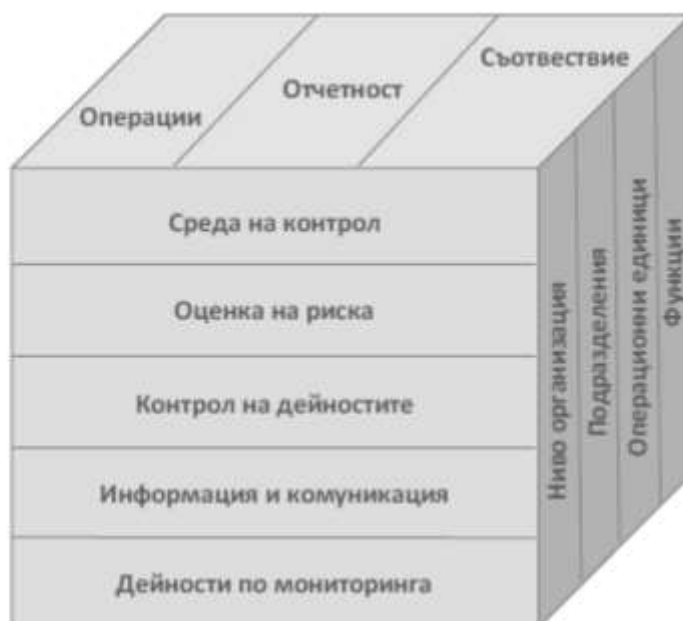 Операции
Отчетност
Съотвествие
Среда на контрол
Оценка на риска
Контрол на дейностите
Информация и комуникация
Дейности по мониторинга
Ниво организация
Подразделения
Операционни единици
Функции